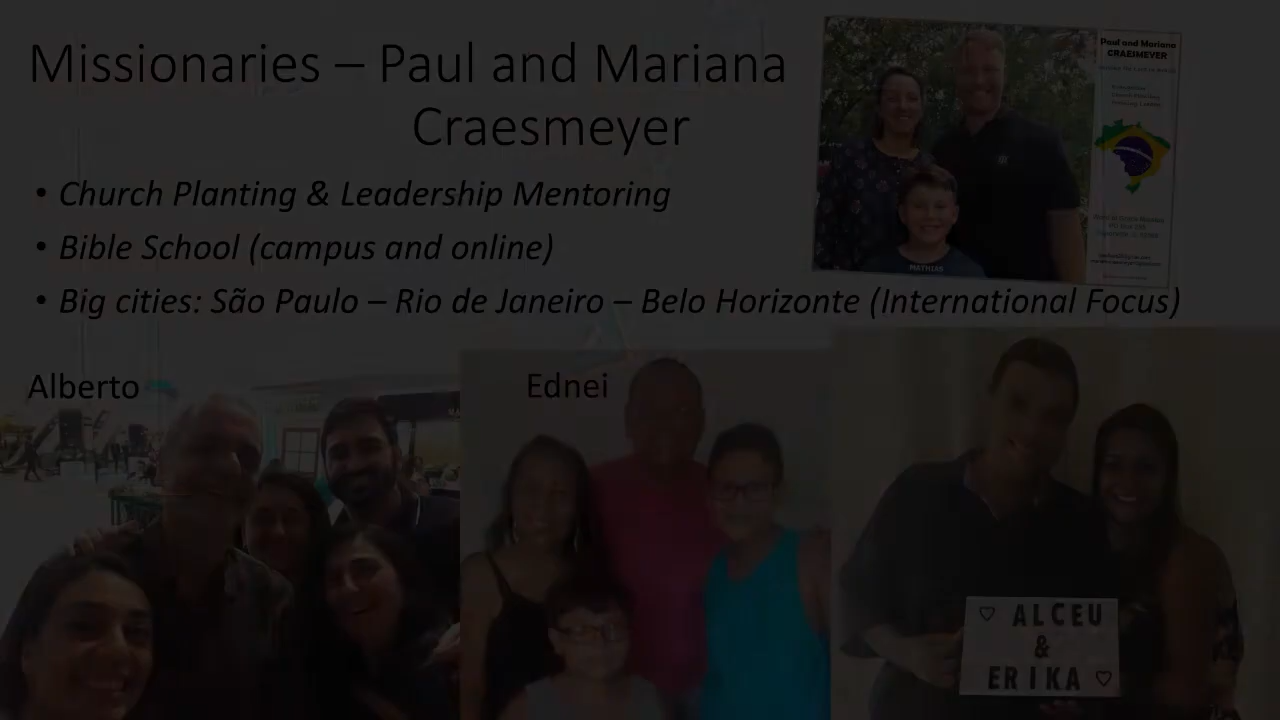 Missionaries – Paul and Mariana
Craesmeyer
• Church Planting & Leadership Mentoring
• Bible School (campus and online)
• Big cities: São Paulo – Rio de Janeiro – Belo Horizonte (International Focus)
Paul and Mariana
CRAESMEYER
MATHIAS
Alberto
Ednei
♡ ALCEU
&
ERIKA ♡